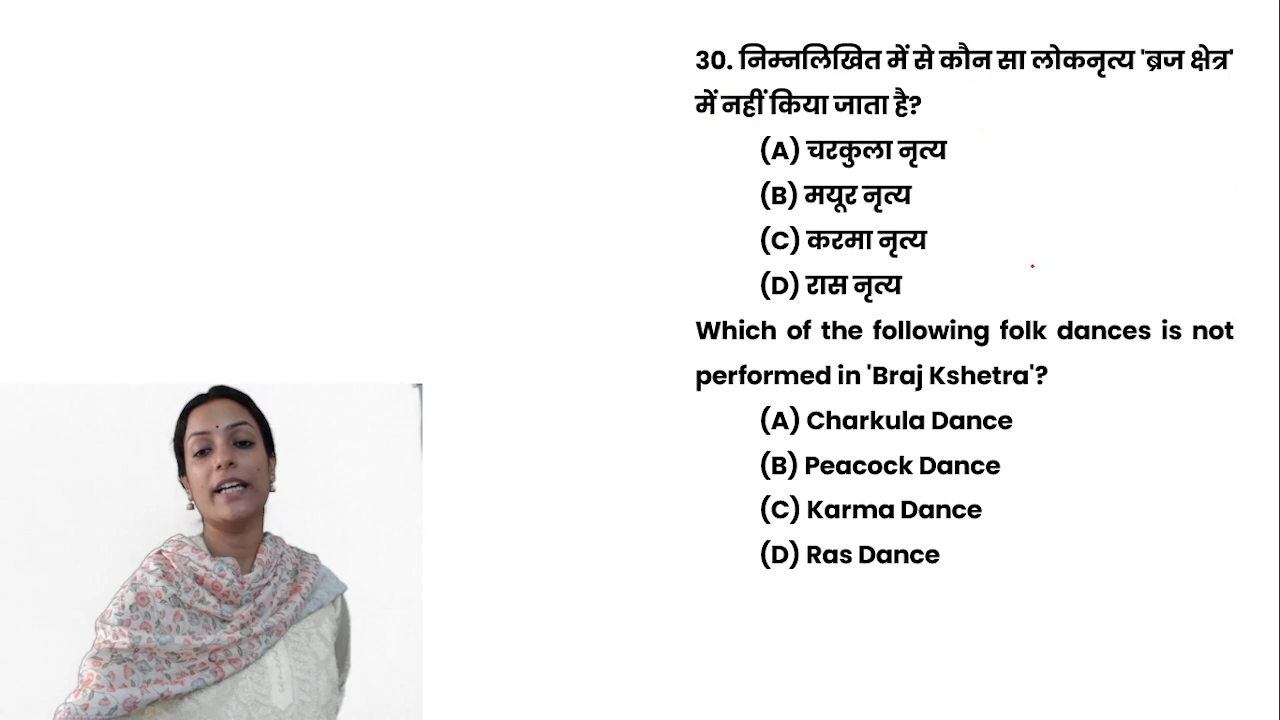 30. निम्नलिखित में से कौन सा लोकनृत्य 'ब्रज क्षेत्र'
में नहीं किया जाता है?
(A) चरकुला नृत्य
(B) मयूर नृत्य
(C) करमा नृत्य
(D) रास नृत्य
Which of the following folk dances is not
performed in 'Braj Kshetra'?
(A) Charkula Dance
(B) Peacock Dance
(C) Karma Dance
(D) Ras Dance